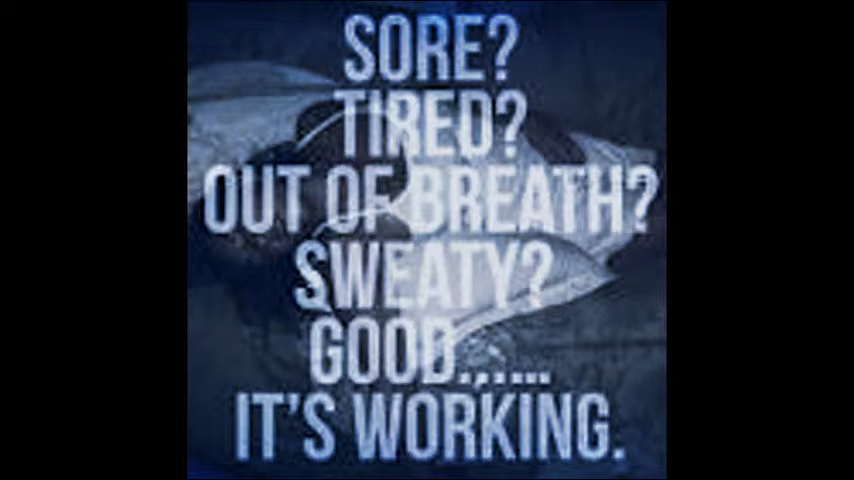 SORE?
TIRED?
OUT OF BREATH?
SWEATY?
GOOD......
IT'S WORKING.